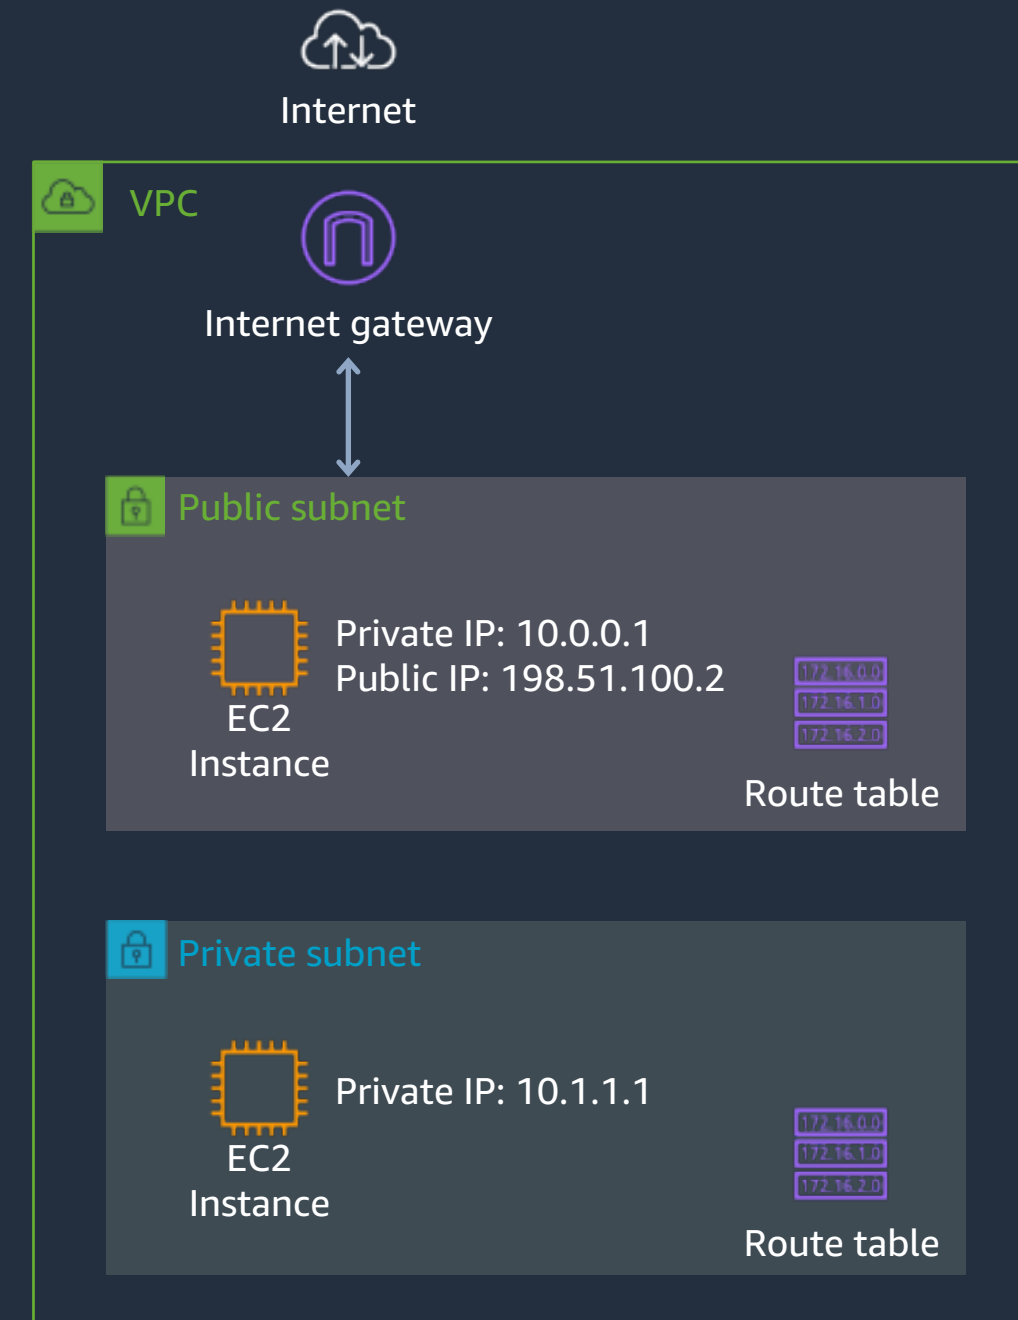 Internet
VPC
Internet gateway
Public subnet
Private IP: 10.0.0.1
Public IP: 198.51.100.2
EC2
Instance
172.16.0.0
172.16.1.0
172.16.2.0
Route table
Private subnet
Private IP: 10.1.1.1
EC2
Instance
172.16.0.0
172.16.1.0
172.16.2.0
Route table